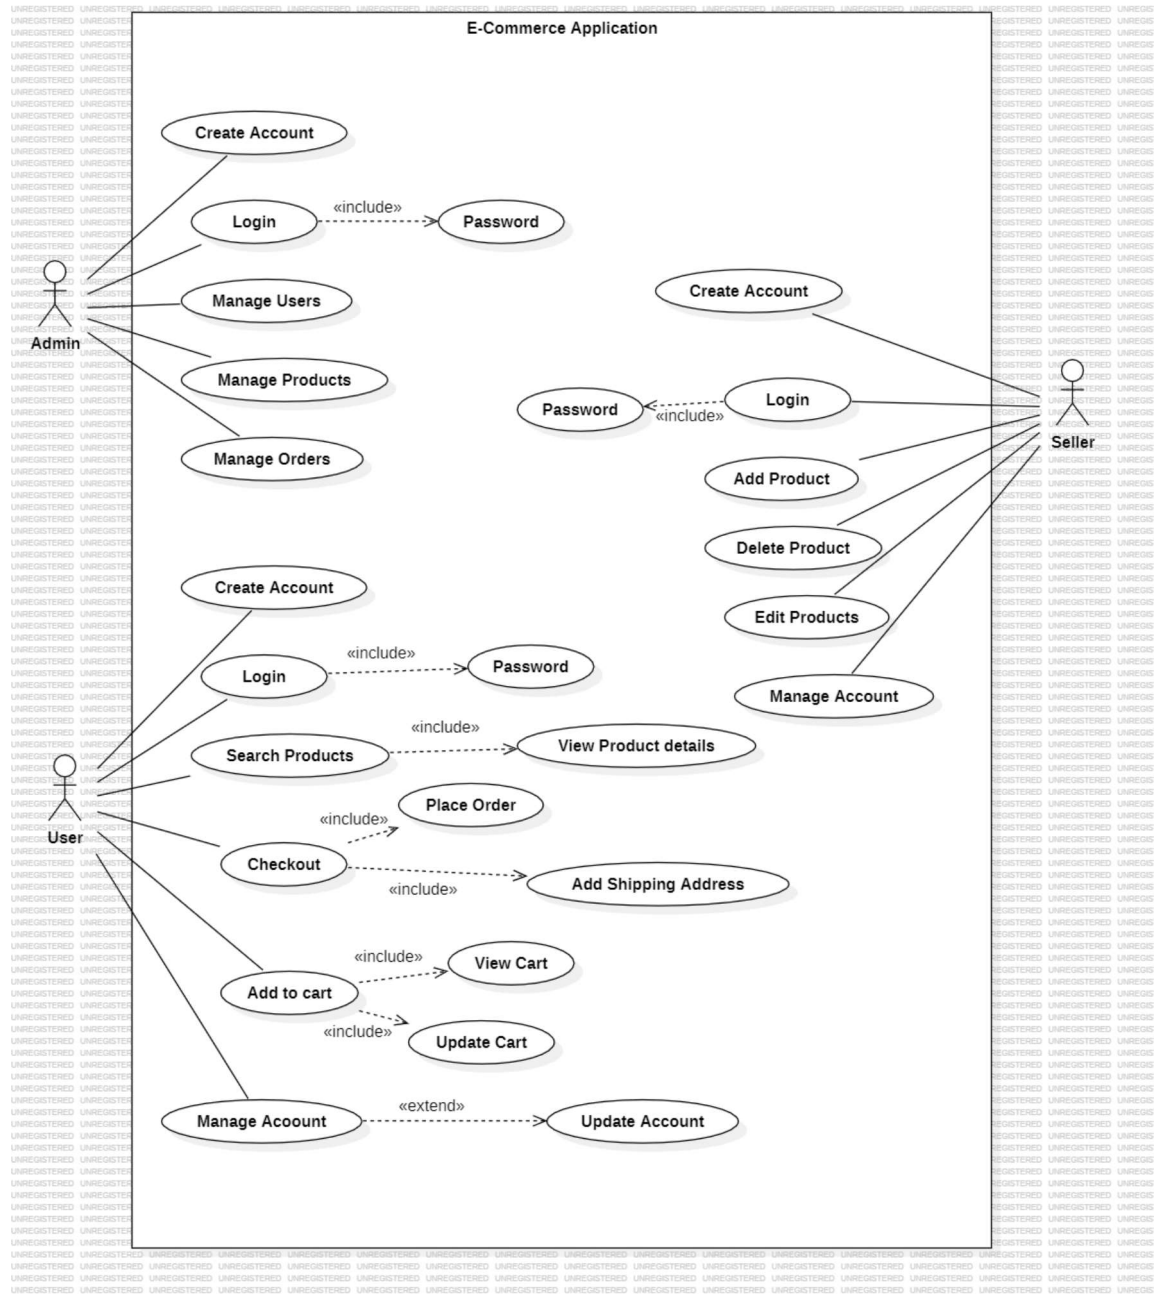 E-Commerce Application
Create Account
Login
«include»
Password
Manage Users
Manage Products
Manage Orders
Admin
Create Account
Login
«include»
Password
Add Product
Delete Product
Edit Products
Manage Account
Seller
Create Account
Login
«include»
Password
Search Products
«include»
View Product details
Checkout
«include»
Place Order
«include»
Add Shipping Address
User
Add to cart
«include»
View Cart
«include»
Update Cart
Manage Acoount
«extend»
Update Account
UNREGISTERED